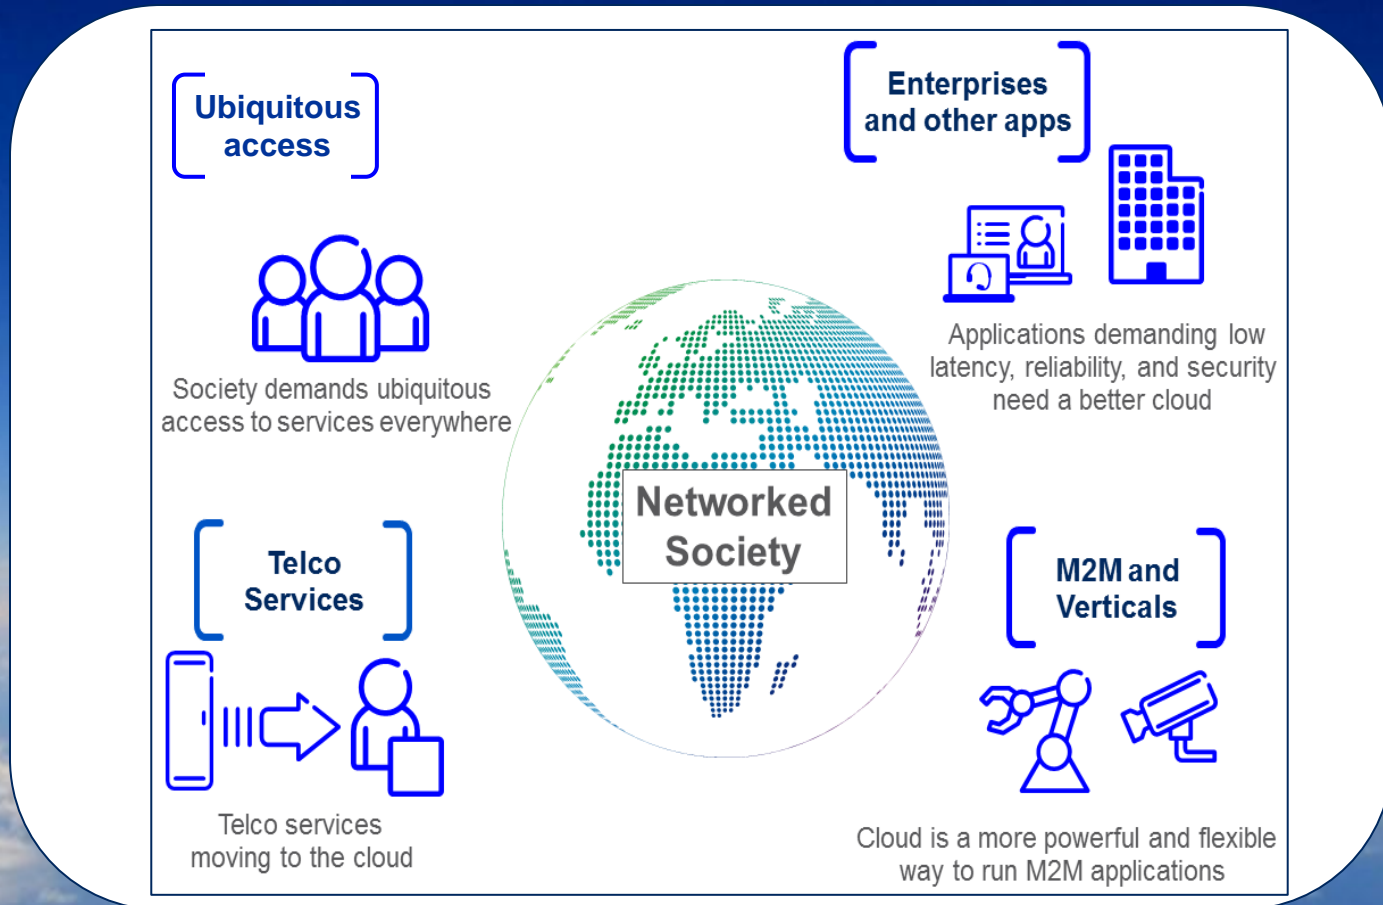 Ubiquitous
access
Society demands ubiquitous
access to services everywhere
Enterprises
and other apps
Applications demanding low
latency, reliability, and security
need a better cloud
Networked
Society
Telco
Services
Telco services
moving to the cloud
M2M and
Verticals
Cloud is a more powerful and flexible
way to run M2M applications